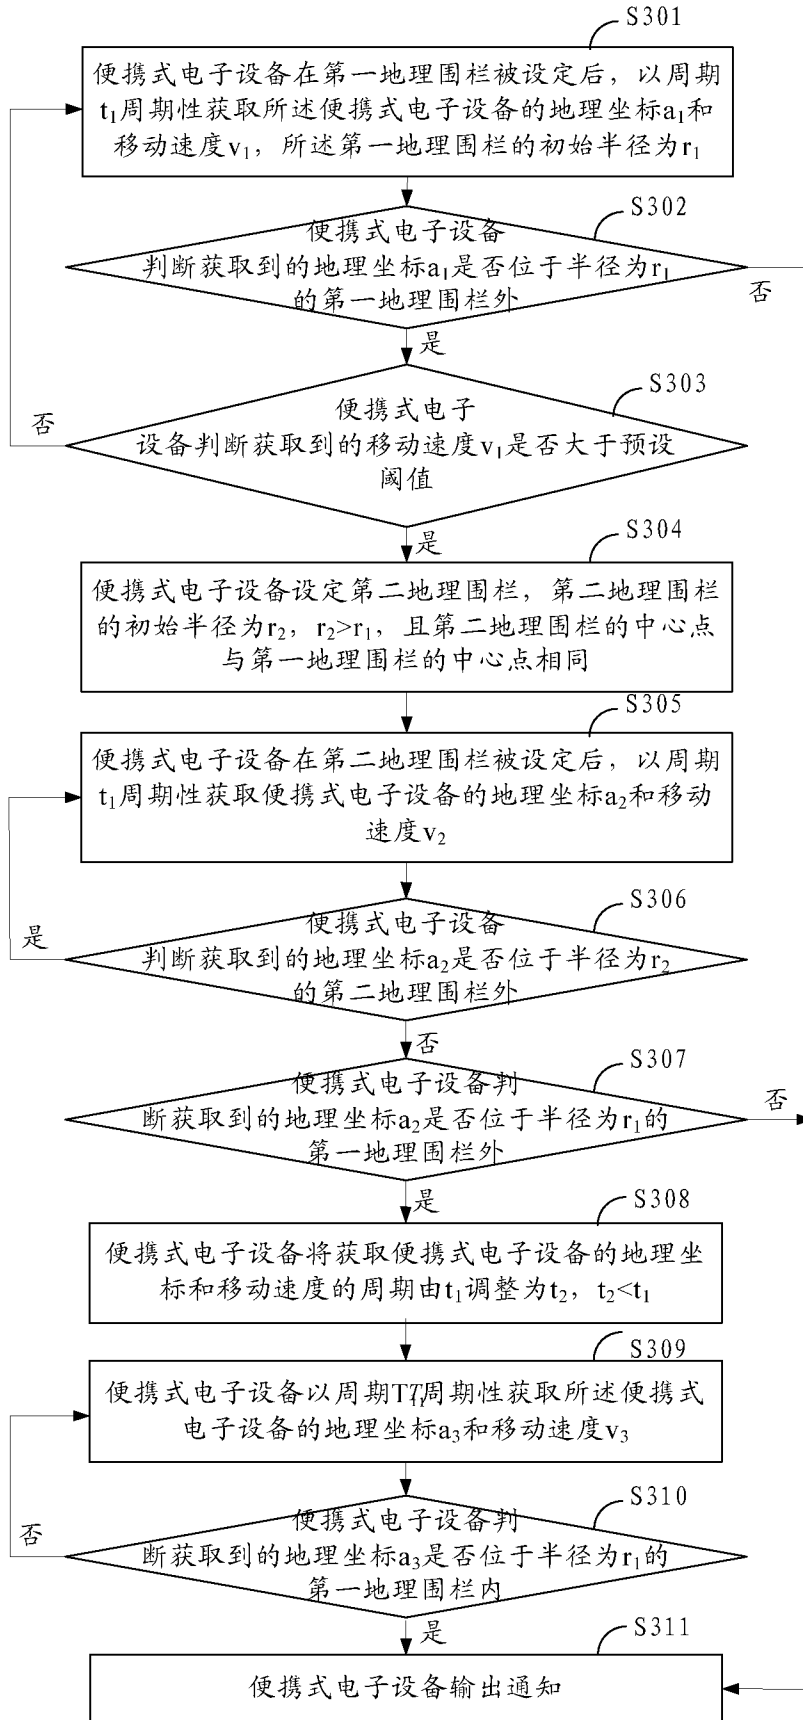 S301
便携式电子设备在第一地理围栏被设定后，以周期
t₁周期性获取所述便携式电子设备的地理坐标a₁和
移动速度v₁，所述第一地理围栏的初始半径为r₁
S302
便携式电子设备
判断获取到的地理坐标a₁是否位于半径为r₁
的第一地理围栏外
否
是
S303
便携式电子
设备判断获取到的移动速度v₁是否大于预设
阈值
否
是
S304
便携式电子设备设定第二地理围栏，第二地理围栏
的初始半径为r₂，r₂>r₁，且第二地理围栏的中心点
与第一地理围栏的中心点相同
S305
便携式电子设备在第二地理围栏被设定后，以周期
t₁周期性获取便携式电子设备的地理坐标a₂和移动
速度v₂
S306
便携式电子设备
判断获取到的地理坐标a₂是否位于半径为r₂
的第二地理围栏外
是
否
S307
便携式电子设备判
断获取到的地理坐标a₂是否位于半径为r₁的
第一地理围栏外
否
是
S308
便携式电子设备将获取便携式电子设备的地理坐
标和移动速度的周期由t₁调整为t₂，t₂<t₁
S309
便携式电子设备以周期周期性获取所述便携式
电子设备的地理坐标a₃和移动速度v₃
S310
便携式电子设备判
断获取到的地理坐标a₃是否位于半径为r₁的
第一地理围栏内
否
是
S311
便携式电子设备输出通知